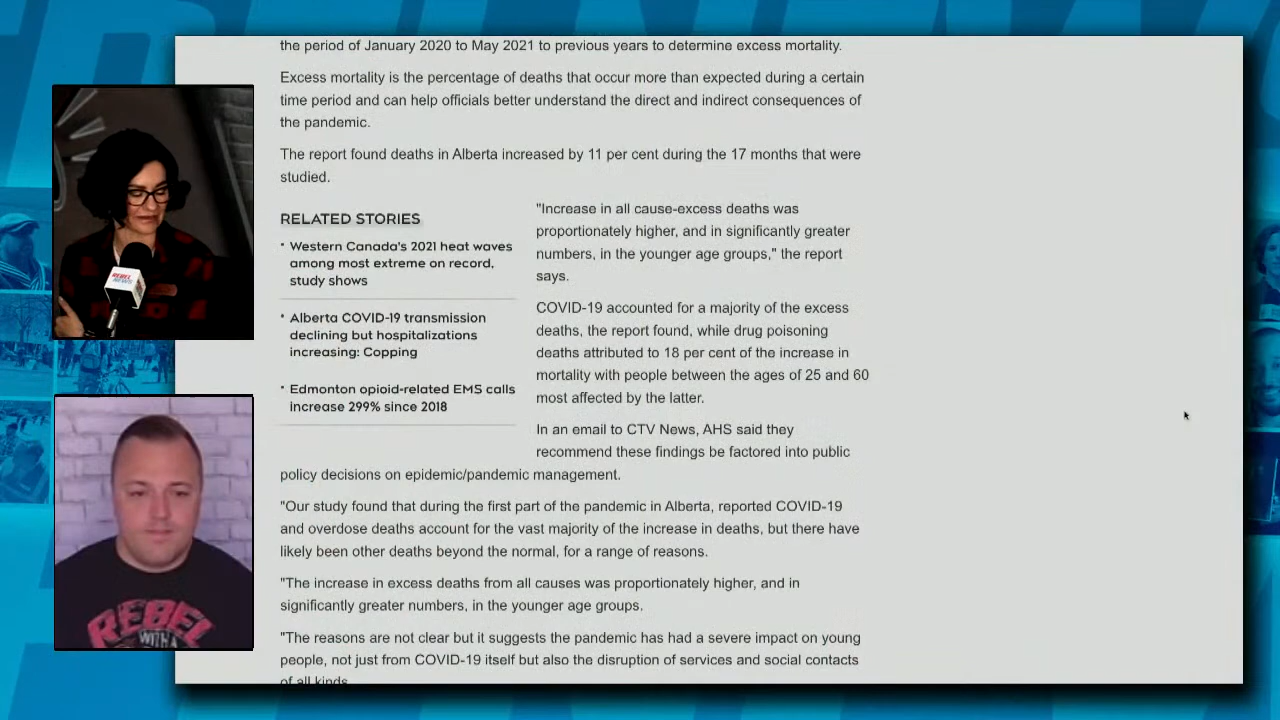 the period of January 2020 to May 2021 to previous years to determine excess mortality.
Excess mortality is the percentage of deaths that occur more than expected during a certain
time period and can help officials better understand the direct and indirect consequences of
the pandemic.
The report found deaths in Alberta increased by 11 per cent during the 17 months that were
studied.
RELATED STORIES
• Western Canada's 2021 heat waves
among most extreme on record,
study shows
• Alberta COVID-19 transmission
declining but hospitalizations
increasing: Copping
• Edmonton opioid-related EMS calls
increase 299% since 2018
"Increase in all cause-excess deaths was
proportionately higher, and in significantly greater
numbers, in the younger age groups," the report
says.
COVID-19 accounted for a majority of the excess
deaths, the report found, while drug poisoning
deaths attributed to 18 per cent of the increase in
mortality with people between the ages of 25 and 60
most affected by the latter.
In an email to CTV News, AHS said they
recommend these findings be factored into public
policy decisions on epidemic/pandemic management.
"Our study found that during the first part of the pandemic in Alberta, reported COVID-19
and overdose deaths account for the vast majority of the increase in deaths, but there have
likely been other deaths beyond the normal, for a range of reasons.
"The increase in excess deaths from all causes was proportionately higher, and in
significantly greater numbers, in the younger age groups.
"The reasons are not clear but it suggests the pandemic has had a severe impact on young
people, not just from COVID-19 itself but also the disruption of services and social contacts
of all kinds
REBEL
NEWS
REBEL
WITH A